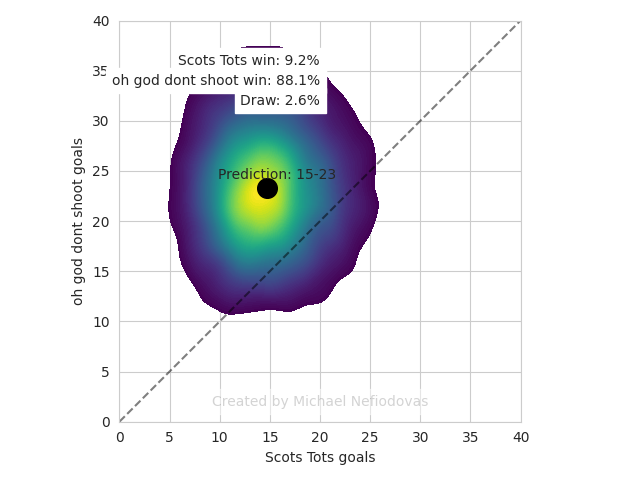 40
35
30
25
20
15
10
5
0
oh god dont shoot goals
Scots Tots win: 9.2%
oh god dont shoot win: 88.1%
Draw: 2.6%
Prediction: 15-23
Created by Michael Nefiodovas
0 5 10 15 20 25 30 35 40
Scots Tots goals